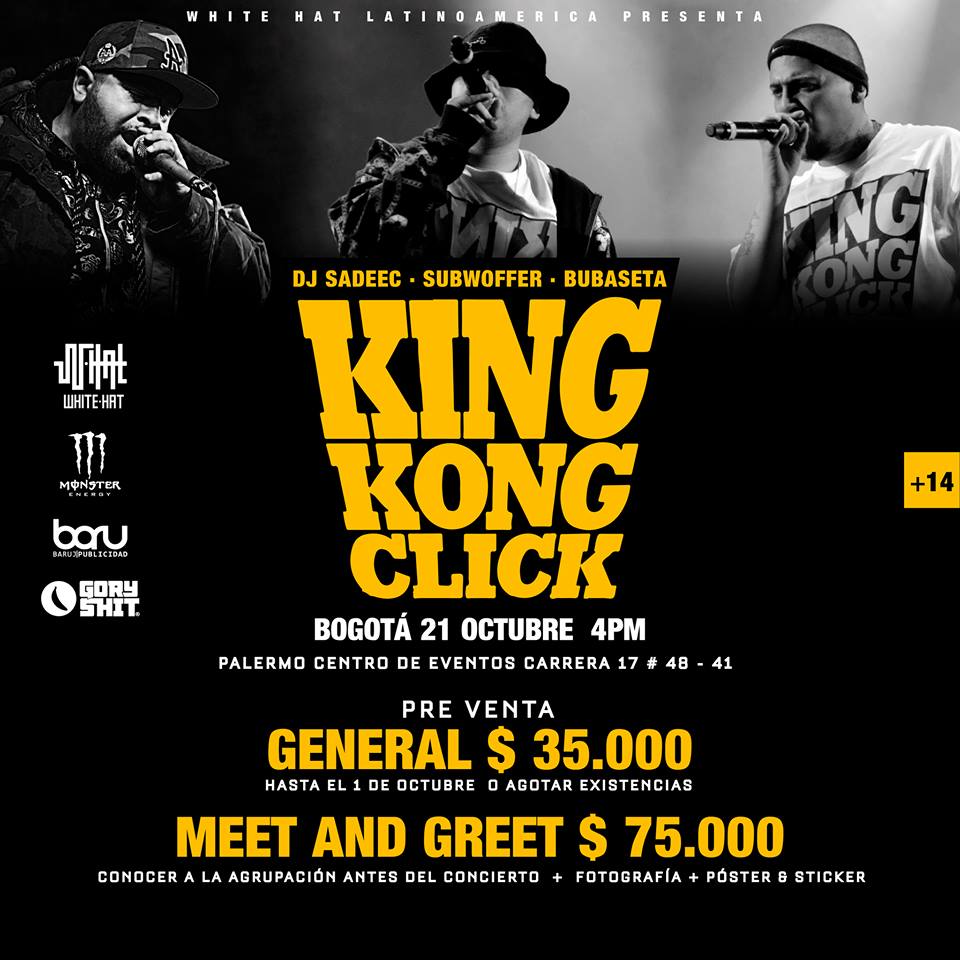 WHITE HAT LATINOAMERICA PRESENTA
KING
KONG
CLICK
DJ SADEEC · SUBWOFFER · BUBASETA
KING
KONG
CLICK
WHITE·HAT
MONSTER
ENERGY
baru
BARU|PUBLICIDAD
GORY
SHIT
+14
BOGOTÁ 21 OCTUBRE 4PM
PALERMO CENTRO DE EVENTOS CARRERA 17 # 48 - 41
PRE VENTA
GENERAL $ 35.000
HASTA EL 1 DE OCTUBRE O AGOTAR EXISTENCIAS
MEET AND GREET $ 75.000
CONOCER A LA AGRUPACIÓN ANTES DEL CONCIERTO + FOTOGRAFÍA + PÓSTER & STICKER